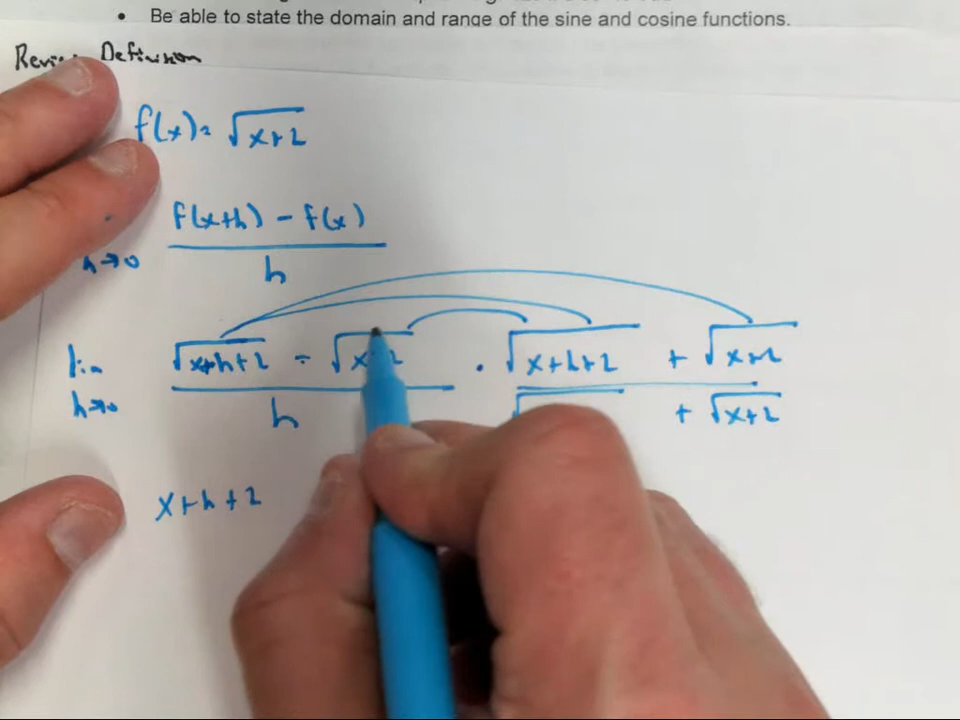 • Be able to state the domain and range of the sine and cosine functions.
Definition
f(x) = √x+2
f(x+h) - f(x)
h→0 h
lim √x+h+2 - √x+2 · √x+h+2 + √x+2
h→0 h √ + √x+2
x+h+2